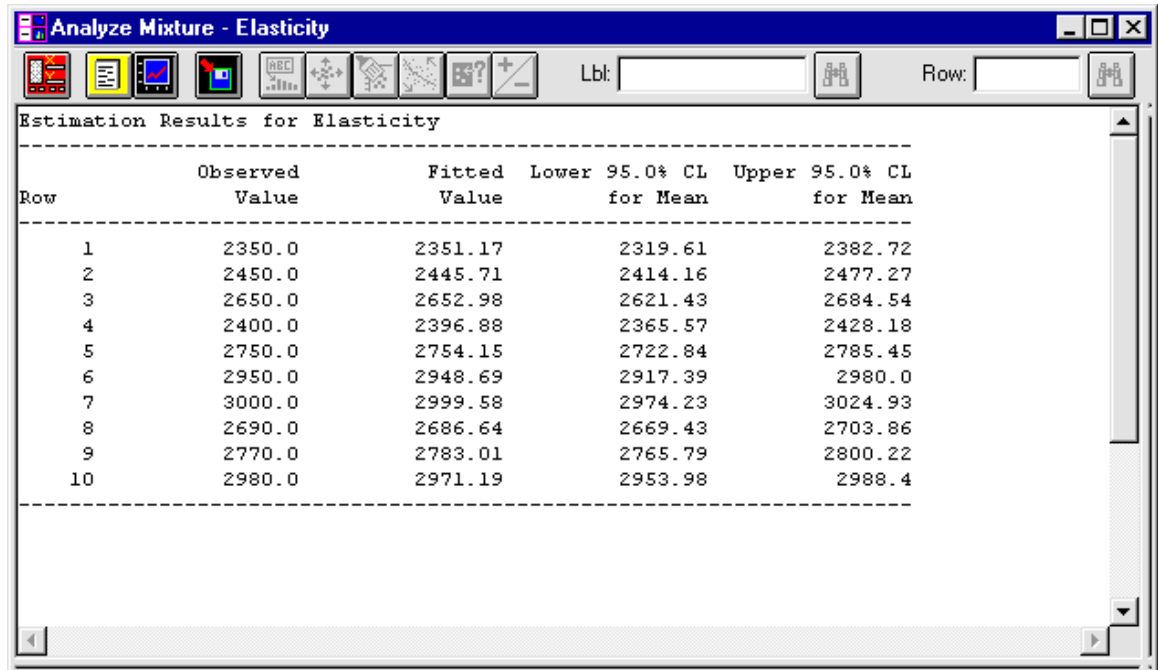 Analyze Mixture - Elasticity
ABC Lbl: Row:
Estimation Results for Elasticity
--------------------------------------------------------------------
Observed Fitted Lower 95.0% CL Upper 95.0% CL
Row Value Value for Mean for Mean
--------------------------------------------------------------------
1 2350.0 2351.17 2319.61 2382.72
2 2450.0 2445.71 2414.16 2477.27
3 2650.0 2652.98 2621.43 2684.54
4 2400.0 2396.88 2365.57 2428.18
5 2750.0 2754.15 2722.84 2785.45
6 2950.0 2948.69 2917.39 2980.0
7 3000.0 2999.58 2974.23 3024.93
8 2690.0 2686.64 2669.43 2703.86
9 2770.0 2783.01 2765.79 2800.22
10 2980.0 2971.19 2953.98 2988.4
--------------------------------------------------------------------